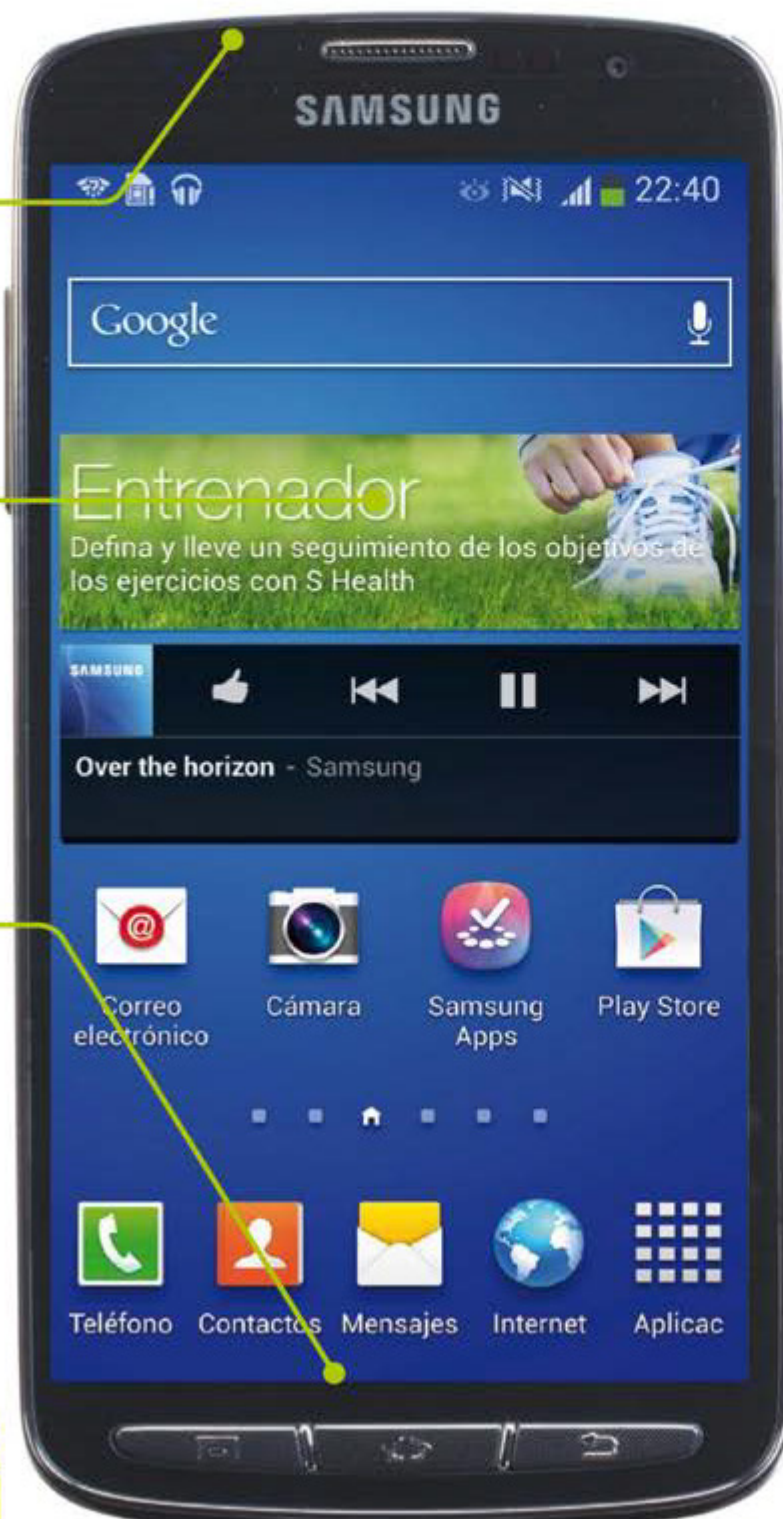 SAMSUNG
22:40
Google
Entrenador
Defina y lleve un seguimiento de los objetivos de
los ejercicios con S Health
SAMSUNG
Over the horizon - Samsung
@
Correo
electrónico
Cámara
Samsung
Apps
Play Store
Teléfono
Contactos
Mensajes
Internet
Aplicac